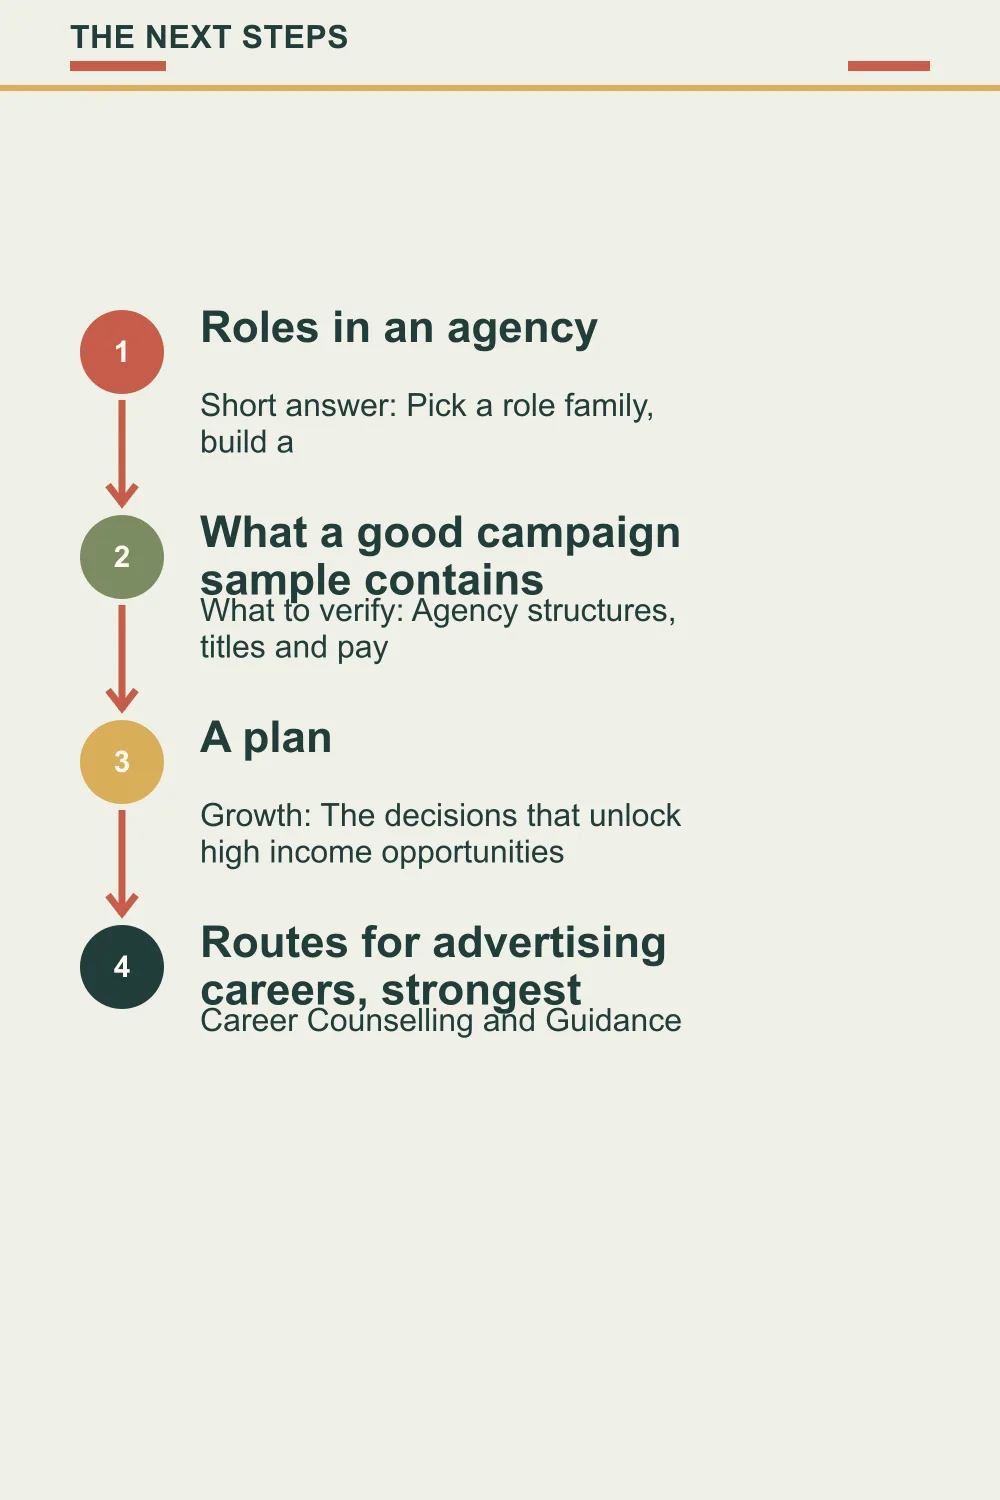 THE NEXT STEPS
1
Roles in an agency
Short answer: Pick a role family,
build a
2
What a good campaign
sample contains
What to verify: Agency structures,
titles and pay
3
A plan
Growth: The decisions that unlock
high income opportunities
4
Routes for advertising
careers, strongest
Career Counselling and Guidance